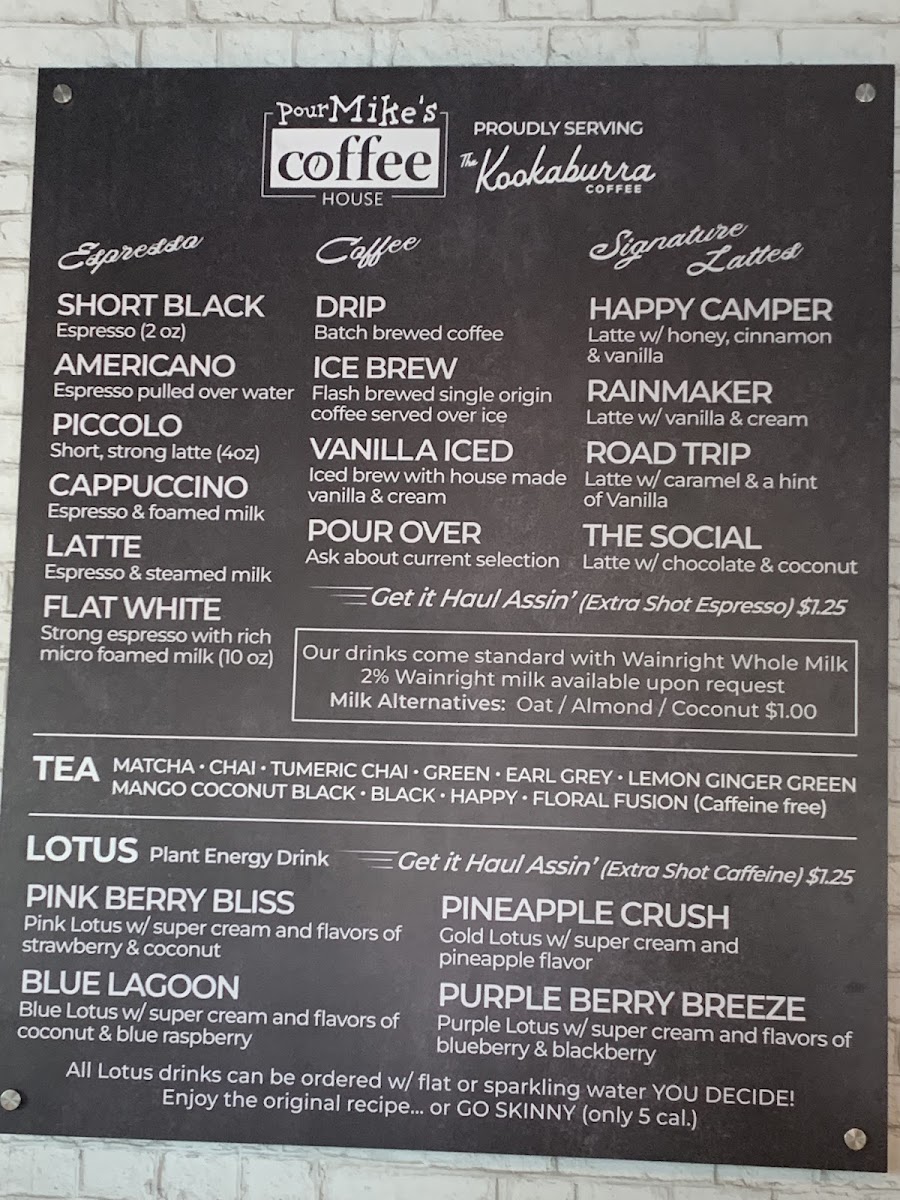 PourMike's
coffee
HOUSE
PROUDLY SERVING
The Kookaburra
COFFEE
Espresso
SHORT BLACK
Espresso (2 oz)
AMERICANO
Espresso pulled over water
PICCOLO
Short, strong latte (4oz)
CAPPUCCINO
Espresso & foamed milk
LATTE
Espresso & steamed milk
FLAT WHITE
Strong espresso with rich
micro foamed milk (10 oz)
Coffee
DRIP
Batch brewed coffee
ICE BREW
Flash brewed single origin
coffee served over ice
VANILLA ICED
Iced brew with house made
vanilla & cream
POUR OVER
Ask about current selection
Signature
Lattes
HAPPY CAMPER
Latte w/ honey, cinnamon
& vanilla
RAINMAKER
Latte w/ vanilla & cream
ROAD TRIP
Latte w/ caramel & a hint
of Vanilla
THE SOCIAL
Latte w/ chocolate & coconut
Get it Haul Assin' (Extra Shot Espresso) $1.25
Our drinks come standard with Wainright Whole Milk
2% Wainright milk available upon request
Milk Alternatives: Oat / Almond / Coconut $1.00
TEA MATCHA • CHAI • TUMERIC CHAI • GREEN • EARL GREY • LEMON GINGER GREEN
MANGO COCONUT BLACK • BLACK • HAPPY • FLORAL FUSION (Caffeine free)
LOTUS Plant Energy Drink
Get it Haul Assin' (Extra Shot Caffeine) $1.25
PINK BERRY BLISS
Pink Lotus w/ super cream and flavors of
strawberry & coconut
BLUE LAGOON
Blue Lotus w/ super cream and flavors of
coconut & blue raspberry
PINEAPPLE CRUSH
Gold Lotus w/ super cream and
pineapple flavor
PURPLE BERRY BREEZE
Purple Lotus w/ super cream and flavors of
blueberry & blackberry
All Lotus drinks can be ordered w/ flat or sparkling water YOU DECIDE!
Enjoy the original recipe... or GO SKINNY (only 5 cal.)